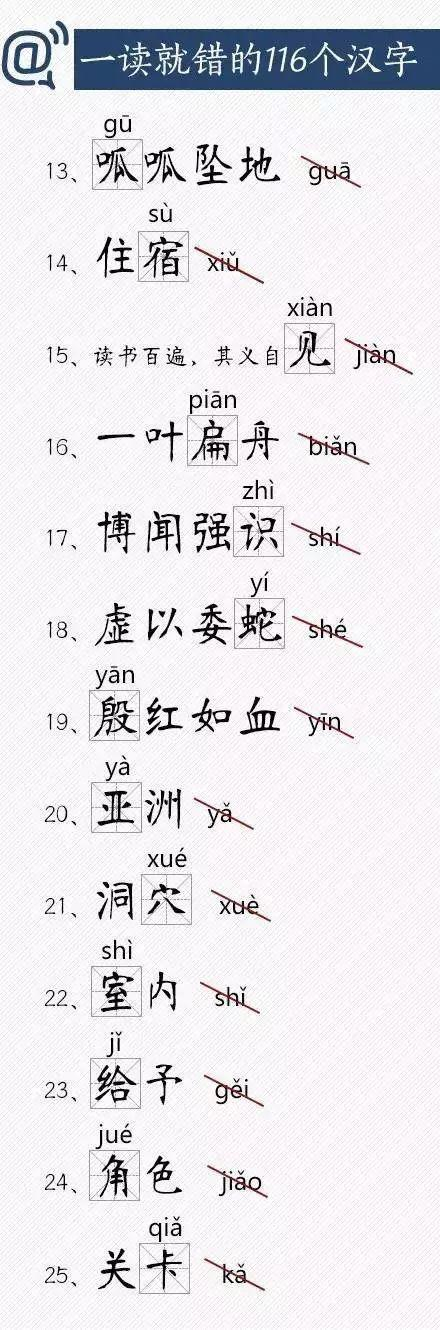 @ 一读就错的116个汉字
gū
13、呱呱坠地 guā
sù
14、住宿 xiǔ
xiàn
15、读书百遍，其义自见 jiàn
piān
16、一叶扁舟 biǎn
zhì
17、博闻强识 shí
yí
18、虚以委蛇 shé
yān
19、殷红如血 yīn
yà
20、亚洲 yǎ
xué
21、洞穴 xuè
shì
22、室内 shǐ
jǐ
23、给予 gěi
jué
24、角色 jiǎo
qiǎ
25、关卡 kǎ